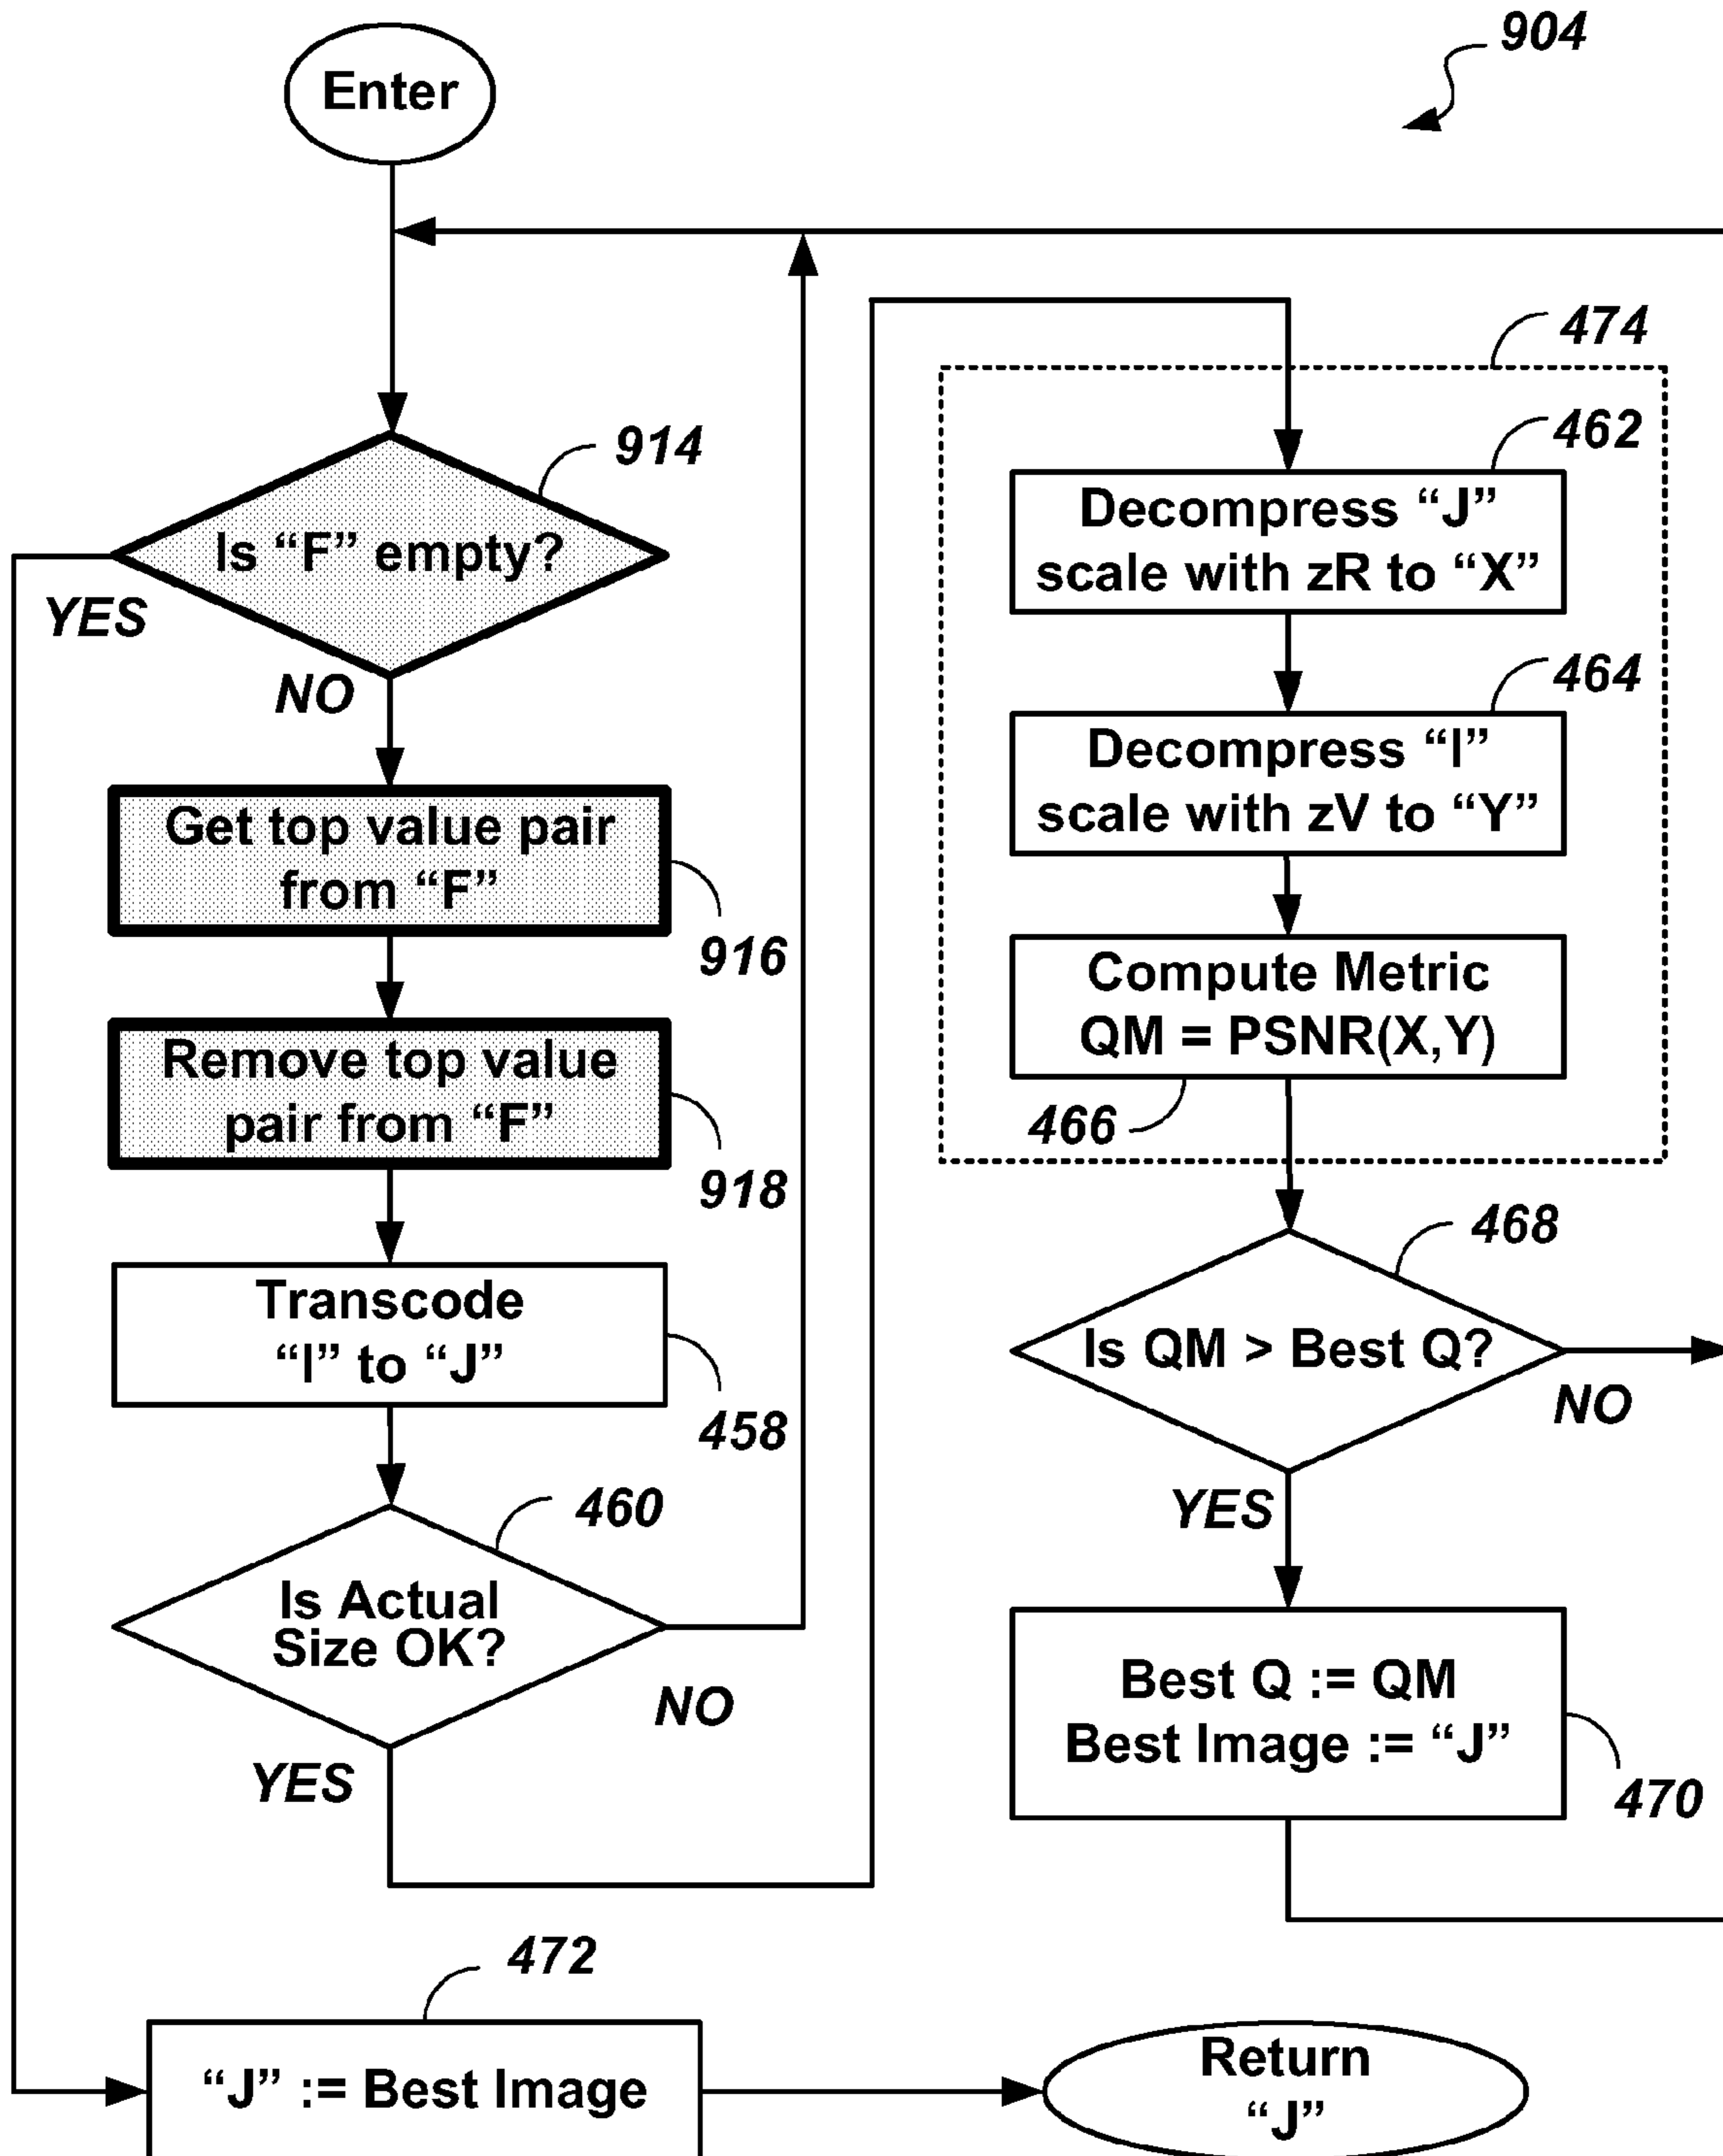 904
Enter
914
Is “F” empty?
YES
NO
Get top value pair
from “F”
916
Remove top value
pair from “F”
918
Transcode
“I” to “J”
458
460
Is Actual
Size OK?
NO
YES
474
462
Decompress “J”
scale with zR to “X”
464
Decompress “I”
scale with zV to “Y”
Compute Metric
QM = PSNR(X,Y)
466
468
Is QM > Best Q?
NO
YES
Best Q := QM
Best Image := “J”
470
472
“J” := Best Image
Return
“J”